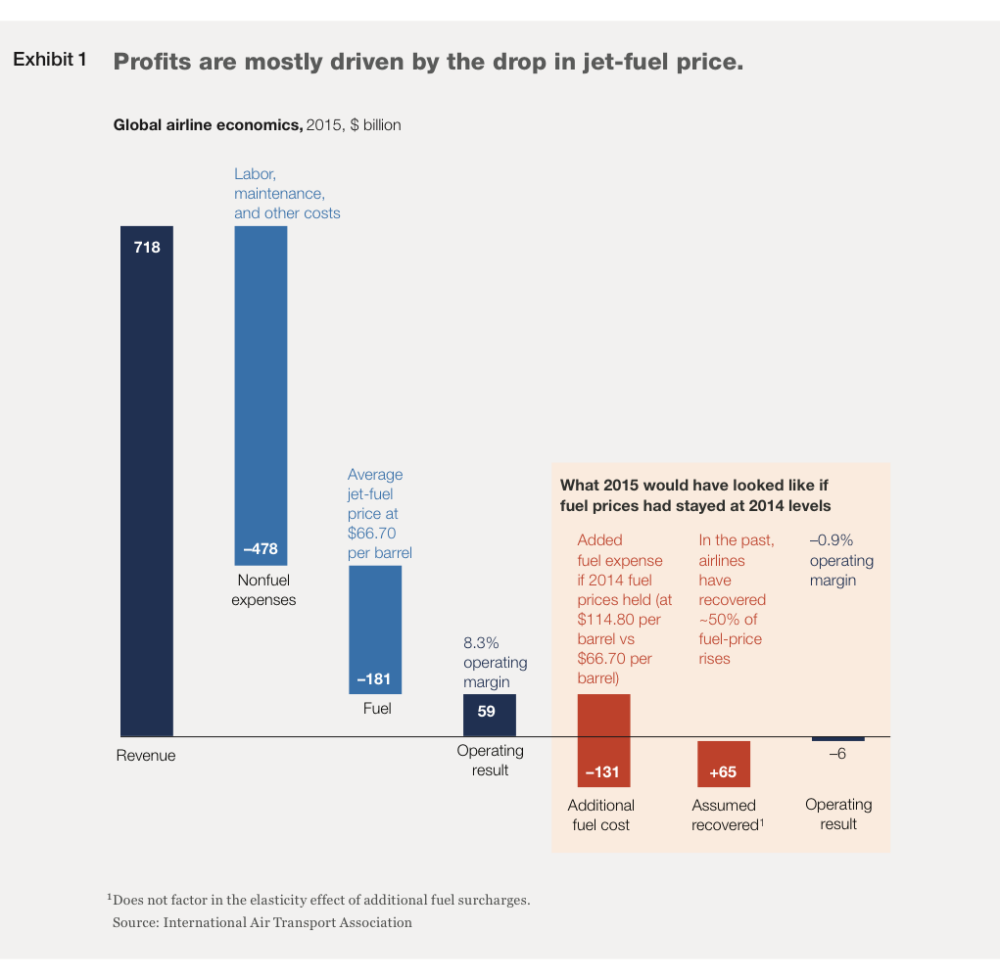 Exhibit 1
Profits are mostly driven by the drop in jet-fuel price.
Global airline economics, 2015, $ billion
718
Revenue
Labor,
maintenance,
and other costs
–478
Nonfuel
expenses
Average
jet-fuel
price at
$66.70
per barrel
–181
Fuel
8.3%
operating
margin
59
Operating
result
What 2015 would have looked like if
fuel prices had stayed at 2014 levels
Added
fuel expense
if 2014 fuel
prices held (at
$114.80 per
barrel vs
$66.70 per
barrel)
–131
Additional
fuel cost
In the past,
airlines
have
recovered
~50% of
fuel-price
rises
+65
Assumed
recovered¹
–0.9%
operating
margin
–6
Operating
result
¹Does not factor in the elasticity effect of additional fuel surcharges.
Source: International Air Transport Association